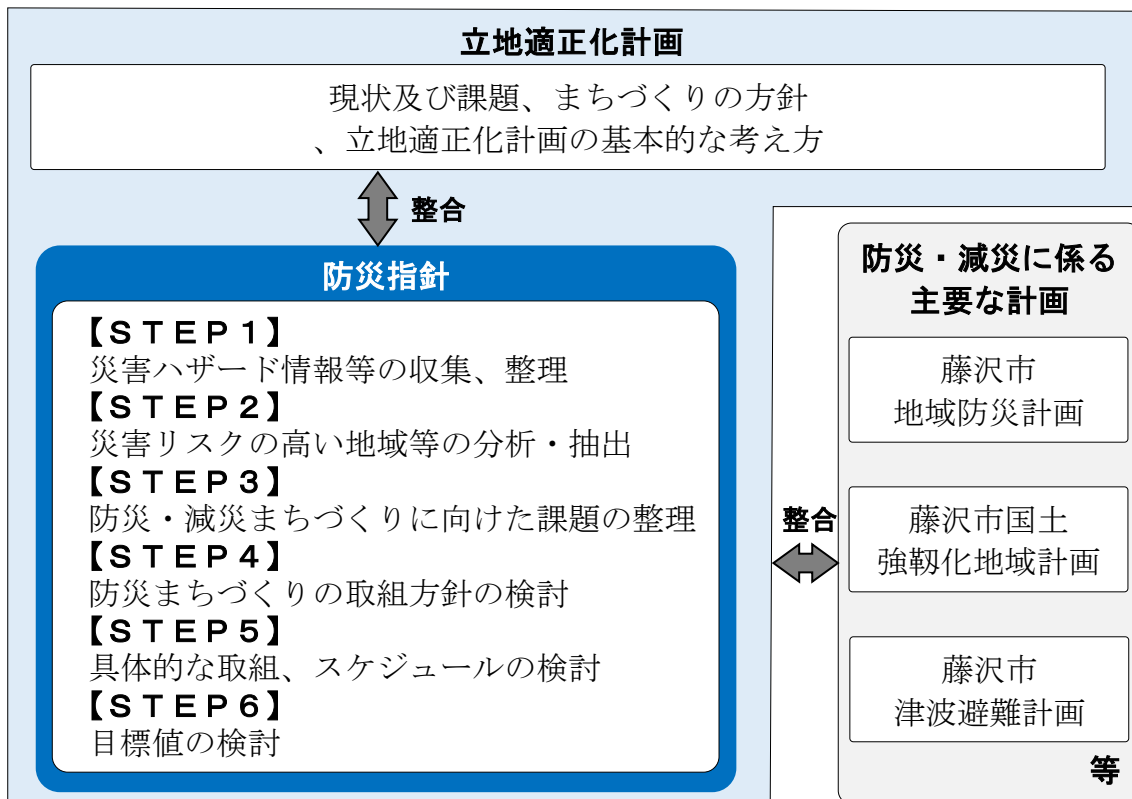 立地適正化計画
現状及び課題、まちづくりの方針
、立地適正化計画の基本的な考え方
整合
防災指針
【ＳＴＥＰ１】
災害ハザード情報等の収集、整理
【ＳＴＥＰ２】
災害リスクの高い地域等の分析・抽出
【ＳＴＥＰ３】
防災・減災まちづくりに向けた課題の整理
【ＳＴＥＰ４】
防災まちづくりの取組方針の検討
【ＳＴＥＰ５】
具体的な取組、スケジュールの検討
【ＳＴＥＰ６】
目標値の検討
整合
防災・減災に係る
主要な計画
藤沢市
地域防災計画
藤沢市国土
強靱化地域計画
藤沢市
津波避難計画
等